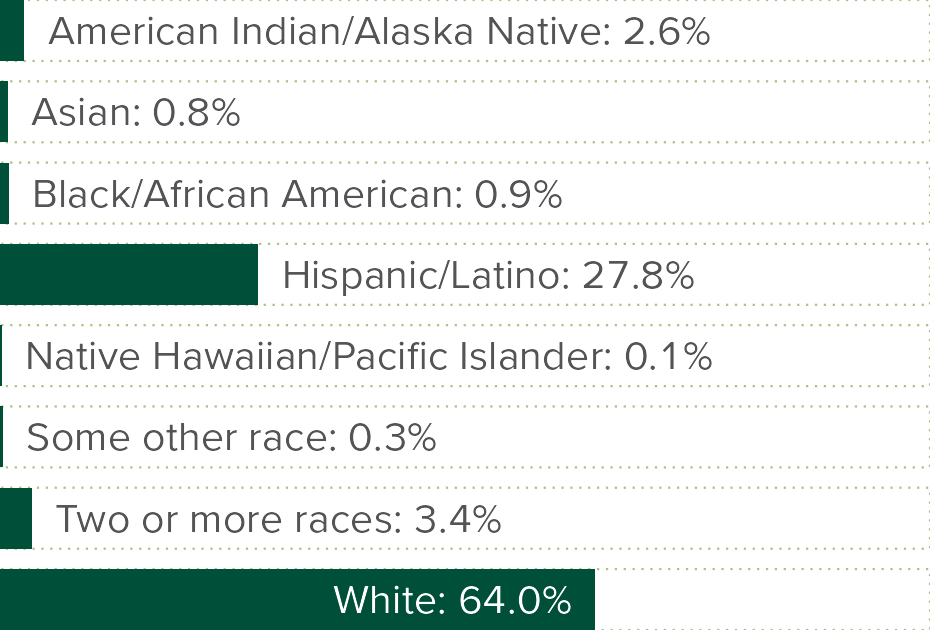 American Indian/Alaska Native: 2.6%
Asian: 0.8%
Black/African American: 0.9%
Hispanic/Latino: 27.8%
Native Hawaiian/Pacific Islander: 0.1%
Some other race: 0.3%
Two or more races: 3.4%
White: 64.0%